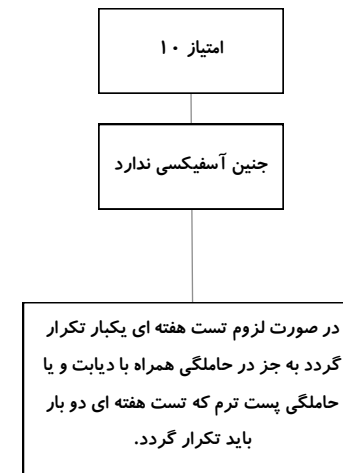 امتیاز ۱۰
جنین آسفیکسی ندارد
در صورت لزوم تست هفته ای یکبار تکرار
گردد به جز در حاملگی همراه با دیابت و یا
حاملگی پست ترم که تست هفته ای دو بار
باید تکرار گردد.